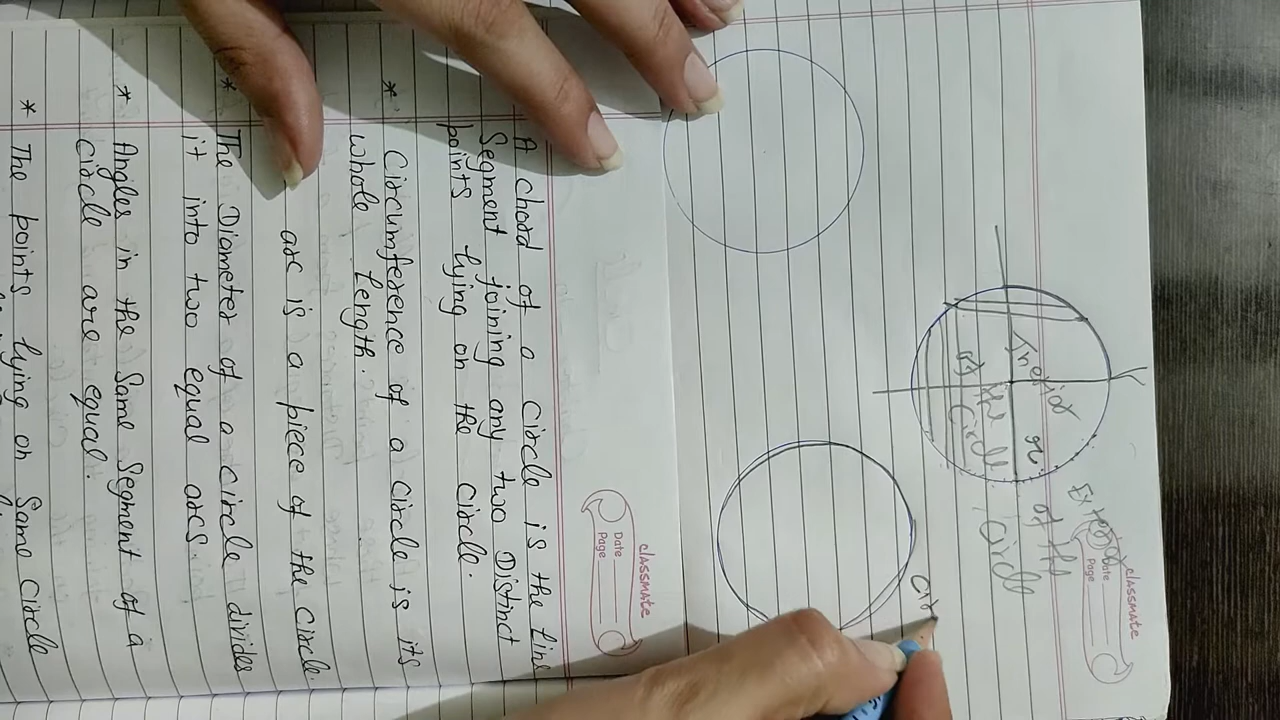 classmate
Date
Page
Exterior
of the
circle
Interior
of the
circle
r
cir
classmate
Date
Page
A chord of a circle is the line
Segment joining any two Distinct
points lying on the circle.
* Circumference of a circle is its
whole length.
arc is a piece of the circle.
* The Diameter of a circle divides
it into two equal arcs.
* Angles in the Same Segment of a
circle are equal.
* The points lying on Same circle